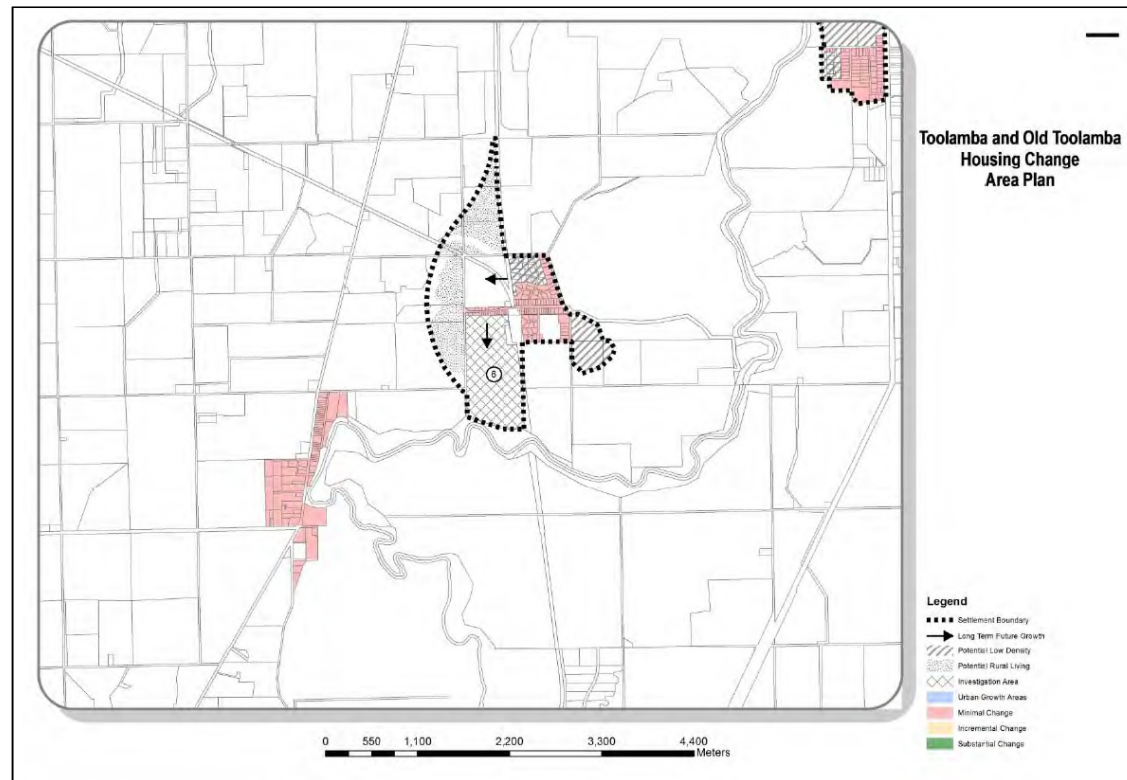 Toolamba and Old Toolamba
Housing Change
Area Plan
6
Legend
Settlement Boundary
Long Term Future Growth
Potential Low Density
Potential Rural Living
Investigation Area
Urban Growth Areas
Minimal Change
Incremental Change
Substantial Change
0 550 1,100 2,200 3,300 4,400
Meters